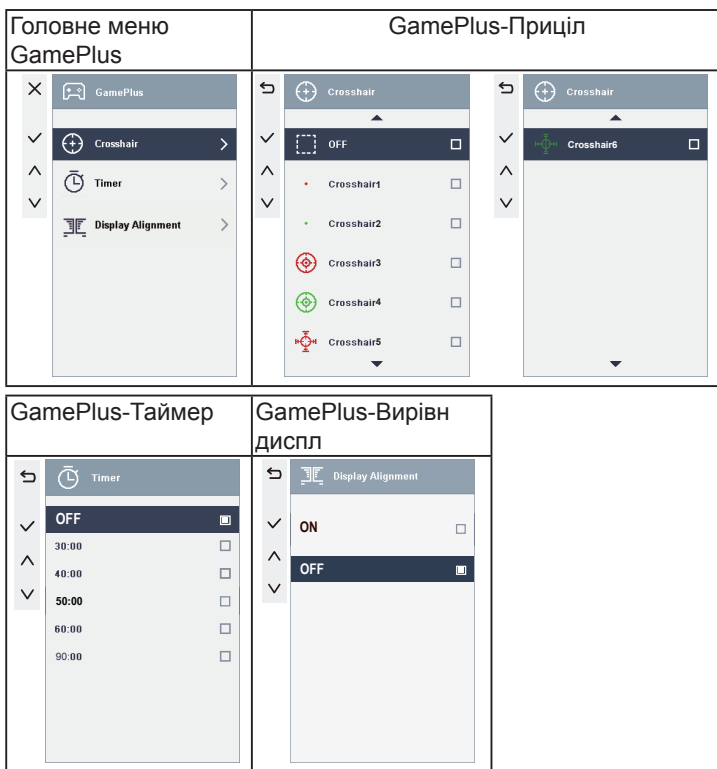 Головне меню
GamePlus
GamePlus-Приціл
GamePlus
Crosshair
Timer
Display Alignment
Crosshair
OFF
Crosshair1
Crosshair2
Crosshair3
Crosshair4
Crosshair5
Crosshair
Crosshair6
GamePlus-Таймер
GamePlus-Вирівн
диспл
Timer
OFF
30:00
40:00
50:00
60:00
90:00
Display Alignment
ON
OFF